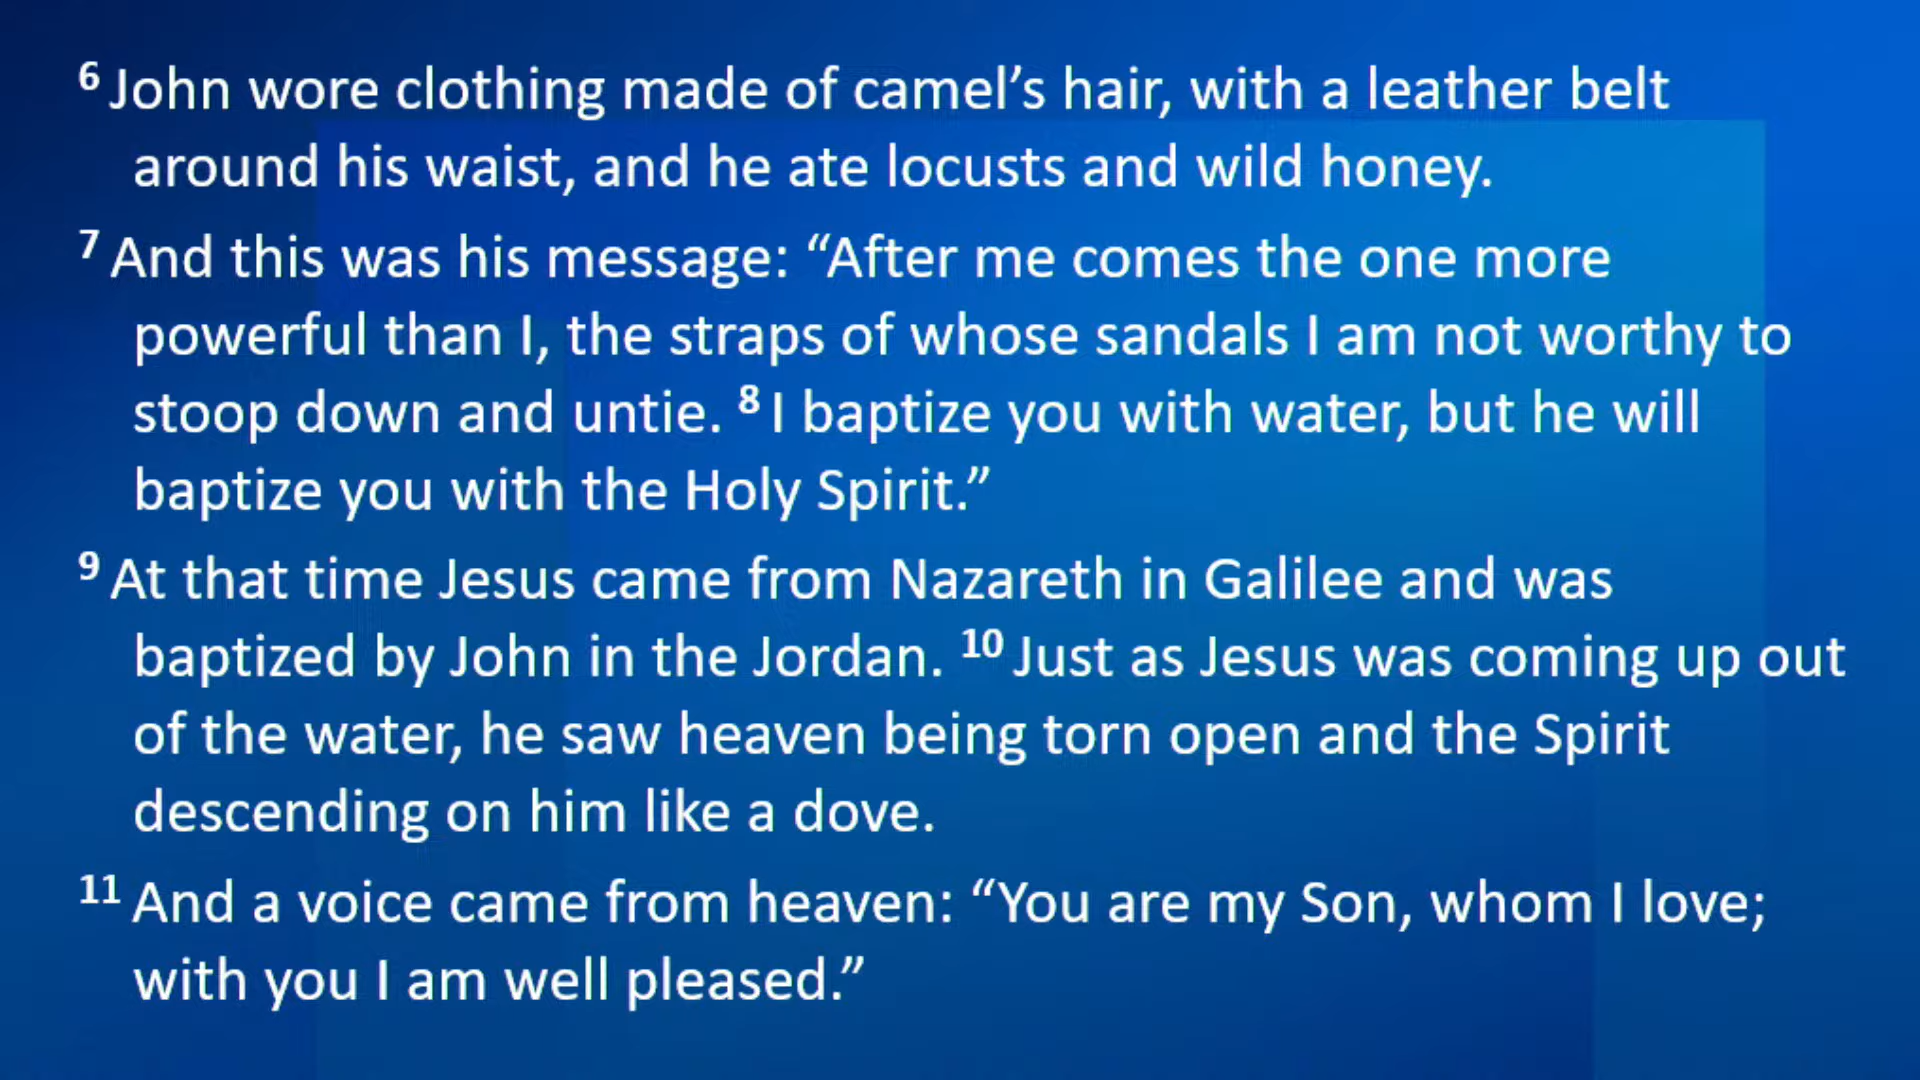 6 John wore clothing made of camel’s hair, with a leather belt
around his waist, and he ate locusts and wild honey.
7 And this was his message: “After me comes the one more
powerful than I, the straps of whose sandals I am not worthy to
stoop down and untie. 8 I baptize you with water, but he will
baptize you with the Holy Spirit.”
9 At that time Jesus came from Nazareth in Galilee and was
baptized by John in the Jordan. 10 Just as Jesus was coming up out
of the water, he saw heaven being torn open and the Spirit
descending on him like a dove.
11 And a voice came from heaven: “You are my Son, whom I love;
with you I am well pleased.”